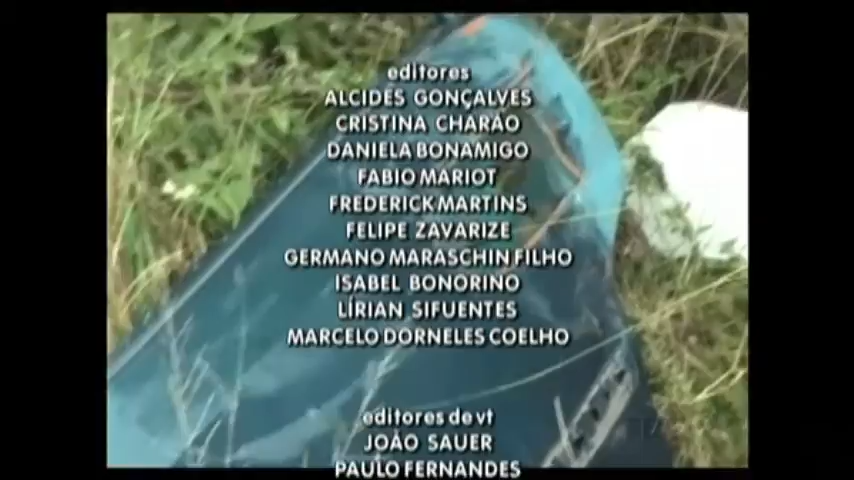 editores
ALCIDES GONÇALVES
CRISTINA CHARÃO
DANIELA BONAMIGO
FABIO MARIOT
FREDERICK MARTINS
FELIPE ZAVARIZE
GERMANO MARASCHIN FILHO
ISABEL BONORINO
LÍRIAN SIFUENTES
MARCELO DORNELES COELHO
editores de vt
JOÃO SAUER
PAULO FERNANDES